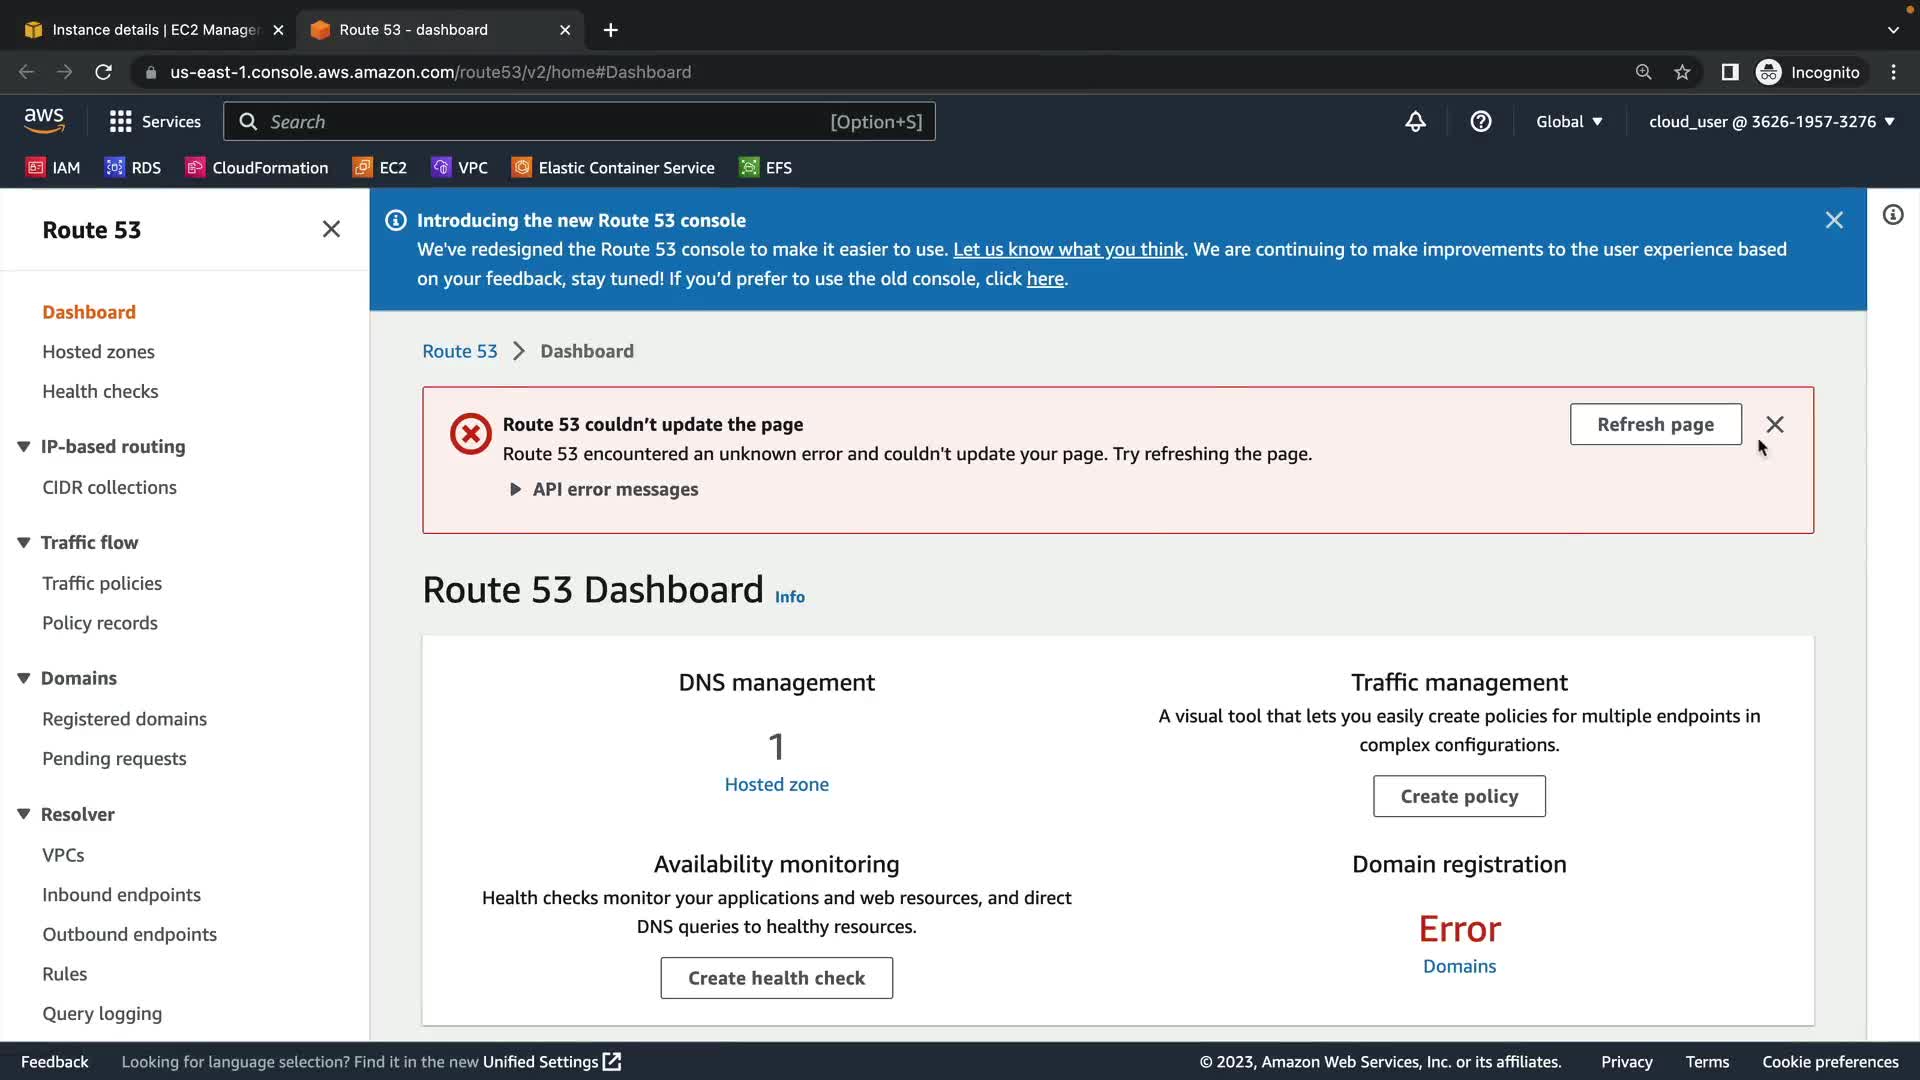 Instance details | EC2 Manage
Route 53 - dashboard
us-east-1.console.aws.amazon.com/route53/v2/home#Dashboard
Incognito
aws
Services
Search
[Option+S]
Global
cloud_user @ 3626-1957-3276
IAM
RDS
CloudFormation
EC2
VPC
Elastic Container Service
EFS
Route 53
Dashboard
Hosted zones
Health checks
IP-based routing
CIDR collections
Traffic flow
Traffic policies
Policy records
Domains
Registered domains
Pending requests
Resolver
VPCs
Inbound endpoints
Outbound endpoints
Rules
Query logging
Introducing the new Route 53 console
We've redesigned the Route 53 console to make it easier to use. Let us know what you think. We are continuing to make improvements to the user experience based
on your feedback, stay tuned! If you'd prefer to use the old console, click here.
Route 53 > Dashboard
Route 53 couldn't update the page
Route 53 encountered an unknown error and couldn't update your page. Try refreshing the page.
API error messages
Refresh page
Route 53 Dashboard Info
DNS management
1
Hosted zone
Traffic management
A visual tool that lets you easily create policies for multiple endpoints in
complex configurations.
Create policy
Availability monitoring
Health checks monitor your applications and web resources, and direct
DNS queries to healthy resources.
Create health check
Domain registration
Error
Domains
Feedback
Looking for language selection? Find it in the new Unified Settings
© 2023, Amazon Web Services, Inc. or its affiliates.
Privacy
Terms
Cookie preferences